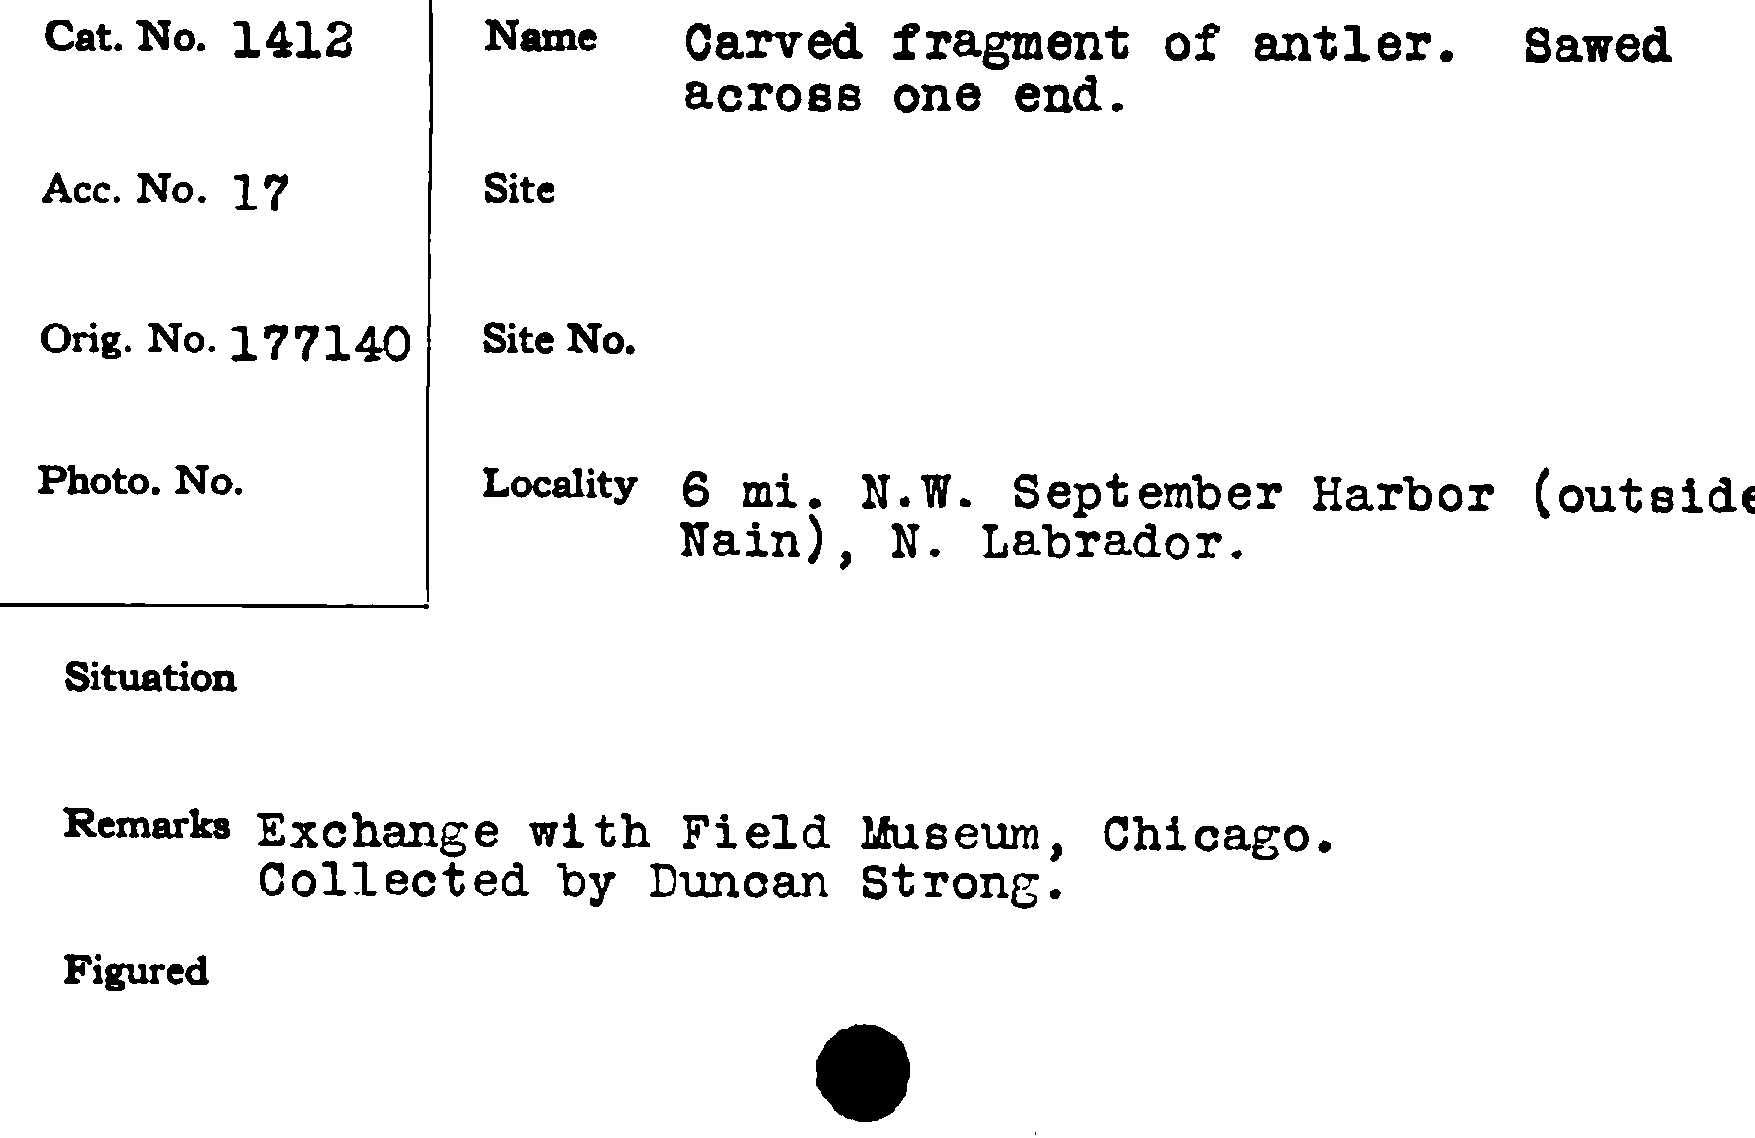 Cat. No. 1412
Name Carved fragment of antler. Sawed
across one end.
Acc. No. 17
Site
Orig. No. 177140
Site No.
Photo. No.
Locality 6 mi. N.W. September Harbor (outside
Nain), N. Labrador.
Situation
Remarks Exchange with Field Museum, Chicago.
Collected by Duncan Strong.
Figured